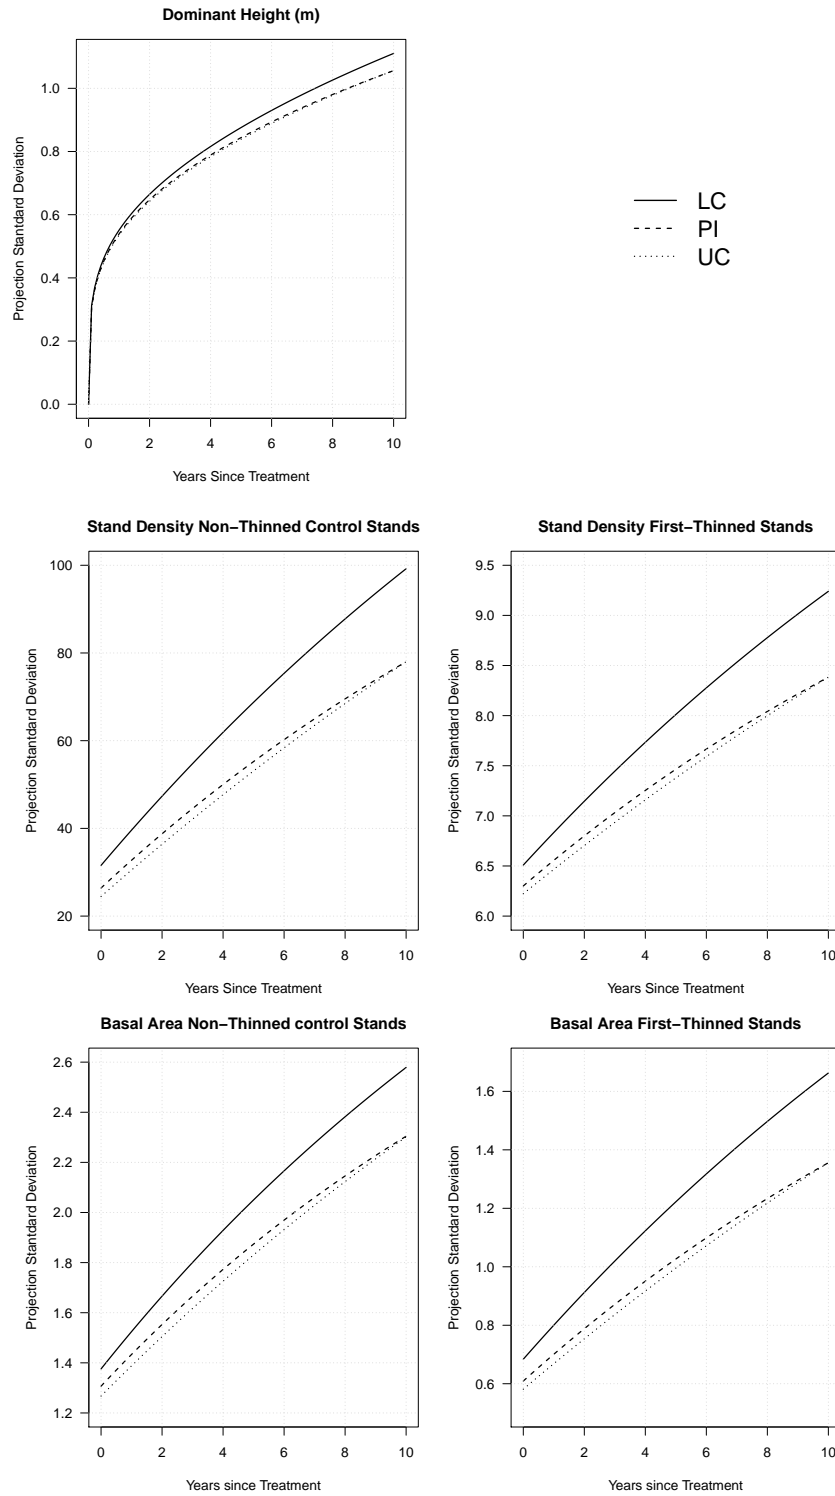 Dominant Height (m)
Projection Stantdard Deviation
1.0
0.8
0.6
0.4
0.2
0.0
0 2 4 6 8 10
Years Since Treatment
LC
PI
UC
Stand Density Non−Thinned Control Stands
Projection Stantdard Deviation
100
80
60
40
20
0 2 4 6 8 10
Years Since Treatment
Stand Density First−Thinned Stands
Projection Stantdard Deviation
9.5
9.0
8.5
8.0
7.5
7.0
6.5
6.0
0 2 4 6 8 10
Years Since Treatment
Basal Area Non−Thinned control Stands
Projection Stantdard Deviation
2.6
2.4
2.2
2.0
1.8
1.6
1.4
1.2
0 2 4 6 8 10
Years since Treatment
Basal Area First−Thinned Stands
Projection Stantdard Deviation
1.6
1.4
1.2
1.0
0.8
0.6
0 2 4 6 8 10
Years since Treatment